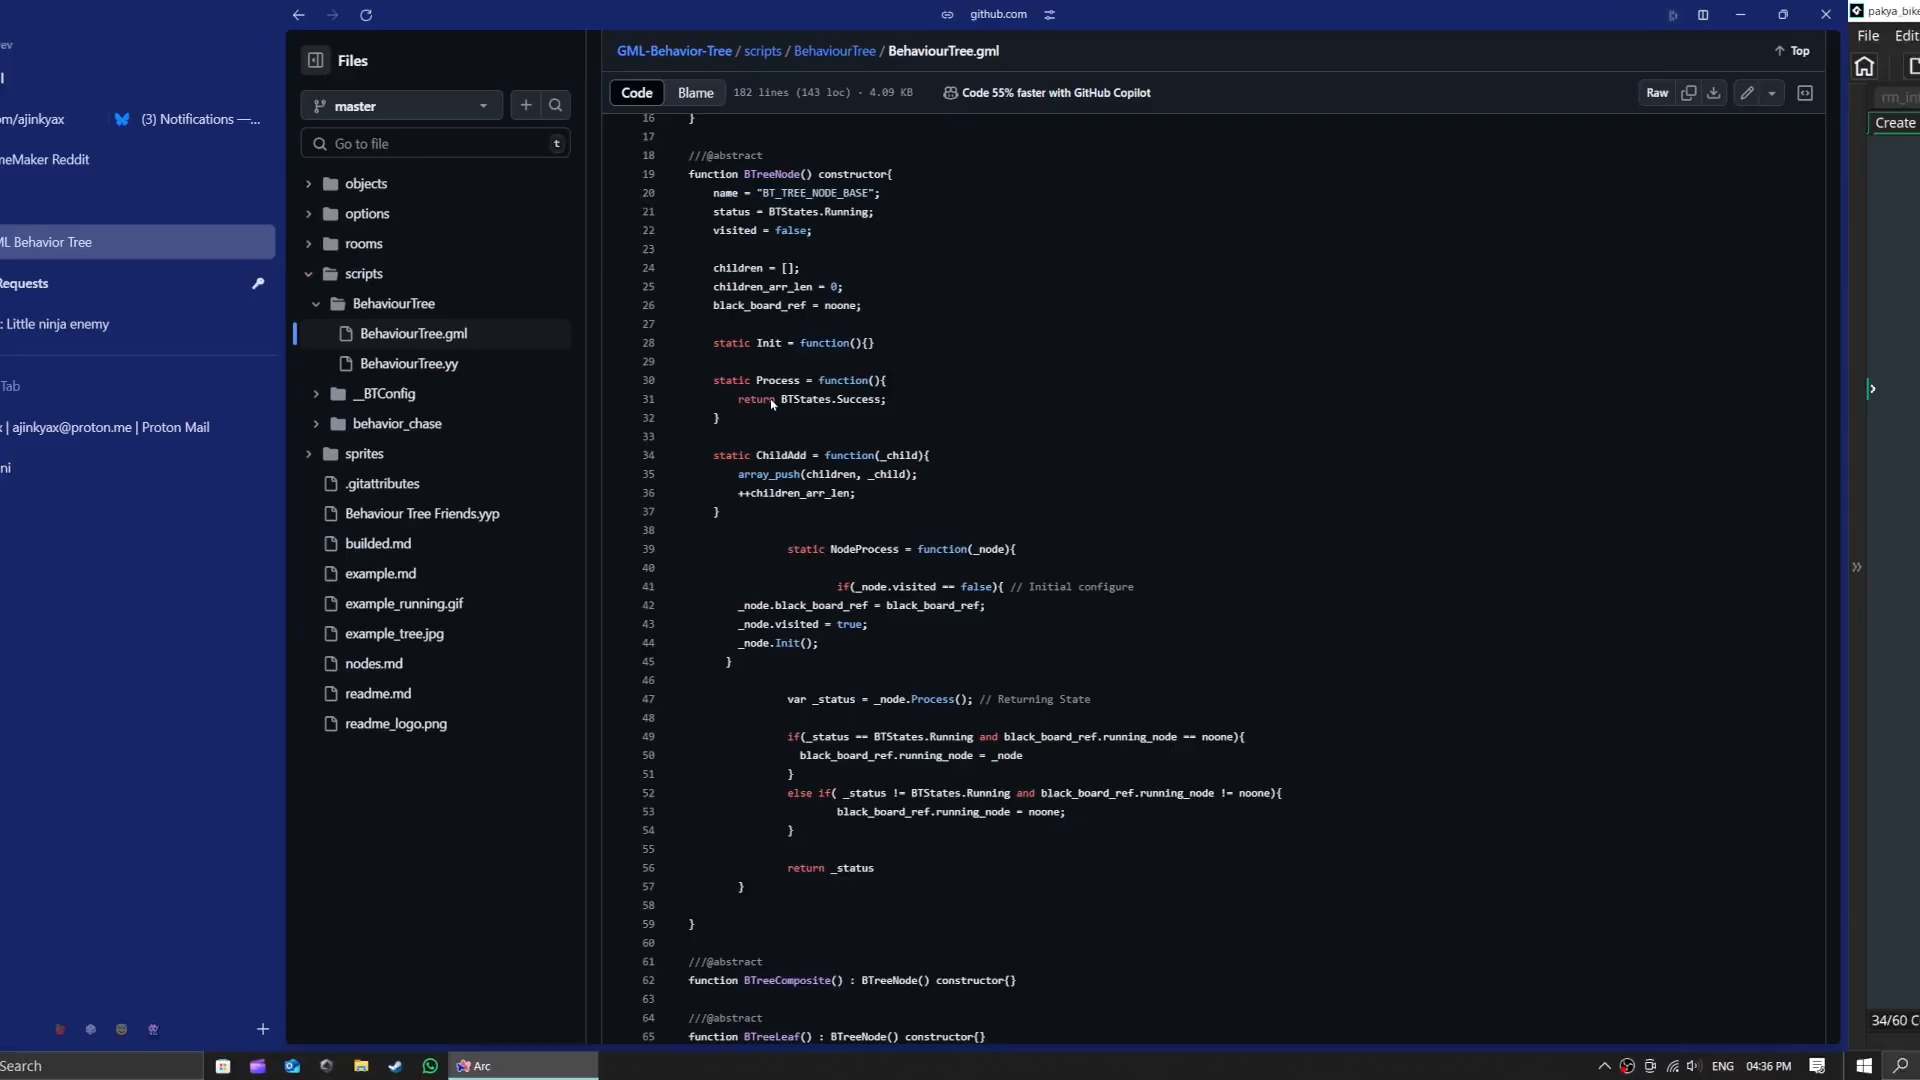 github.com
pakya_bike
File Edit
rm_in
Create
34/60 C
ev
l
m/ajinkyax
(3) Notifications —...
meMaker Reddit
ML Behavior Tree
Requests
: Little ninja enemy
Tab
x | ajinkyax@proton.me | Proton Mail
ni
Files
master
Go to file
t
objects
options
rooms
scripts
BehaviourTree
BehaviourTree.gml
BehaviourTree.yy
__BTConfig
behavior_chase
sprites
.gitattributes
Behaviour Tree Friends.yyp
builded.md
example.md
example_running.gif
example_tree.jpg
nodes.md
readme.md
readme_logo.png
GML-Behavior-Tree / scripts / BehaviourTree / BehaviourTree.gml
Top
Code Blame 182 lines (143 loc) · 4.09 KB Code 55% faster with GitHub Copilot Raw
16 }
17
18 ///@abstract
19 function BTreeNode() constructor{
20 name = "BT_TREE_NODE_BASE";
21 status = BTStates.Running;
22 visited = false;
23
24 children = [];
25 children_arr_len = 0;
26 black_board_ref = noone;
27
28 static Init = function(){}
29
30 static Process = function(){
31 return BTStates.Success;
32 }
33
34 static ChildAdd = function(_child){
35 array_push(children, _child);
36 ++children_arr_len;
37 }
38
39 static NodeProcess = function(_node){
40
41 if(_node.visited == false){ // Initial configure
42 _node.black_board_ref = black_board_ref;
43 _node.visited = true;
44 _node.Init();
45 }
46
47 var _status = _node.Process(); // Returning State
48
49 if(_status == BTStates.Running and black_board_ref.running_node == noone){
50 black_board_ref.running_node = _node
51 }
52 else if( _status != BTStates.Running and black_board_ref.running_node != noone){
53 black_board_ref.running_node = noone;
54 }
55
56 return _status
57 }
58
59 }
60
61 ///@abstract
62 function BTreeComposite() : BTreeNode() constructor{}
63
64 ///@abstract
65 function BTreeLeaf() : BTreeNode() constructor{}
Search
Arc
ENG
04:36 PM